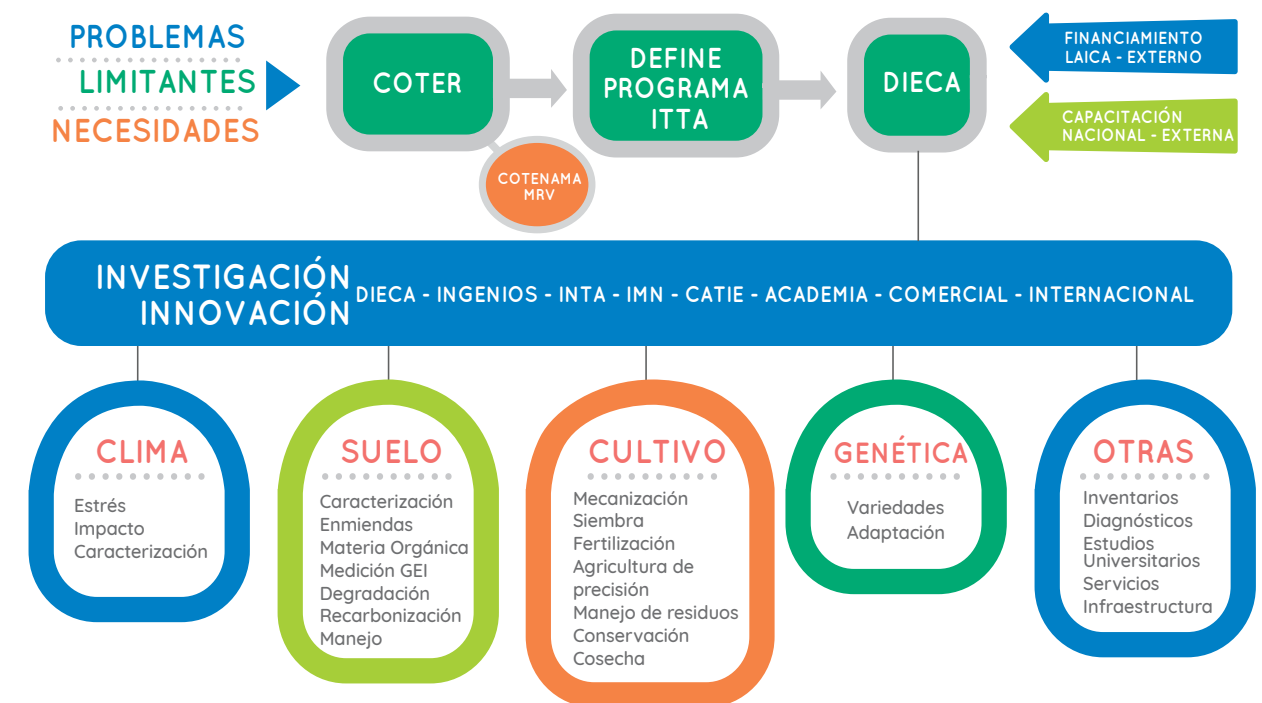 PROBLEMAS
LIMITANTES
NECESIDADES
COTER
COTENAMA
MRV
DEFINE
PROGRAMA
ITTA
DIECA
FINANCIAMIENTO
LAICA - EXTERNO
CAPACITACIÓN
NACIONAL - EXTERNA
INVESTIGACIÓN
INNOVACIÓN
DIECA - INGENIOS - INTA - IMN - CATIE - ACADEMIA - COMERCIAL - INTERNACIONAL
CLIMA
Estrés
Impacto
Caracterización
SUELO
Caracterización
Enmiendas
Materia Orgánica
Medición GEI
Degradación
Recarbonización
Manejo
CULTIVO
Mecanización
Siembra
Fertilización
Agricultura de
precisión
Manejo de residuos
Conservación
Cosecha
GENÉTICA
Variedades
Adaptación
OTRAS
Inventarios
Diagnósticos
Estudios
Universitarios
Servicios
Infraestructura